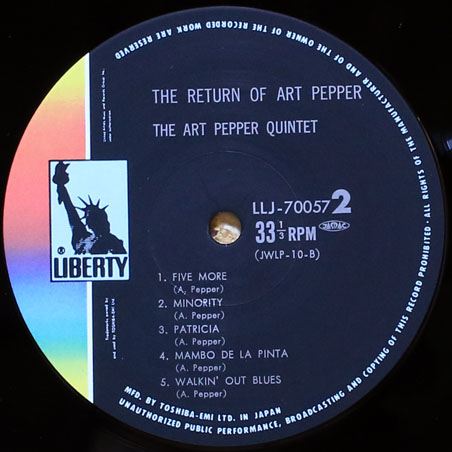 THE RETURN OF ART PEPPER
THE ART PEPPER QUINTET
LLJ-70057 2
33 1/3 RPM
(JWLP-10-B)
® LIBERTY
1. FIVE MORE
(A, Pepper)
2. MINORITY
(A. Pepper)
3. PATRICIA
(A. Pepper)
4. MAMBO DE LA PINTA
(A. Pepper)
5. WALKIN' OUT BLUES
(A. Pepper)
MFD. BY TOSHIBA-EMI LTD. IN JAPAN
ALL RIGHTS OF THE MANUFACTURER AND OF THE OWNER OF THE RECORDED WORK ARE RESERVED
UNAUTHORIZED PUBLIC PERFORMANCE, BROADCASTING AND COPYING OF THIS RECORD PROHIBITED ·